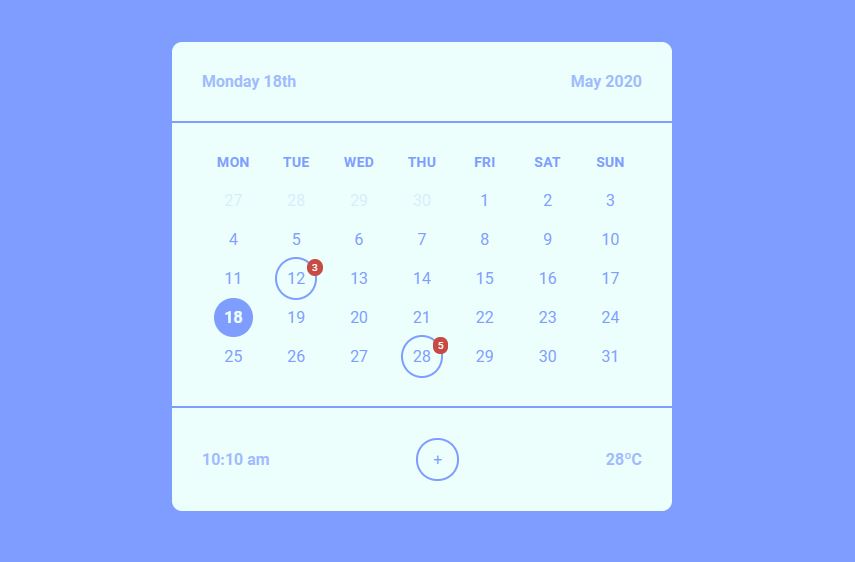 Monday 18th May 2020
MON TUE WED THU FRI SAT SUN
27 28 29 30 1 2 3
4 5 6 7 8 9 10
11 12 3 13 14 15 16 17
18 19 20 21 22 23 24
25 26 27 28 5 29 30 31
10:10 am + 28ºC